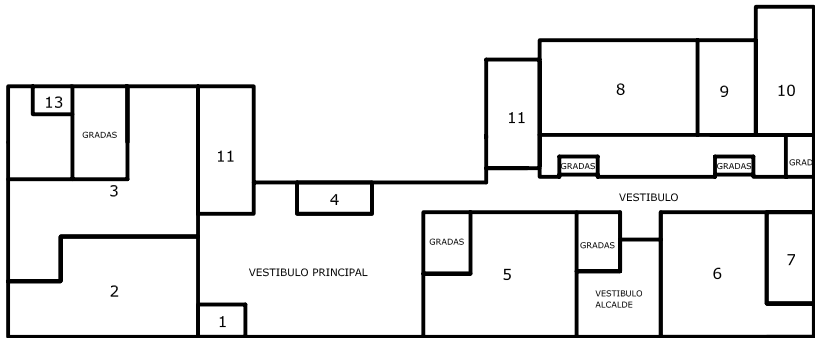 8
9
10
13
GRADAS
11
11
GRADAS
GRADAS
GRAD
3
4
VESTIBULO
GRADAS
GRADAS
VESTIBULO PRINCIPAL
5
6
7
2
VESTIBULO
ALCALDE
1